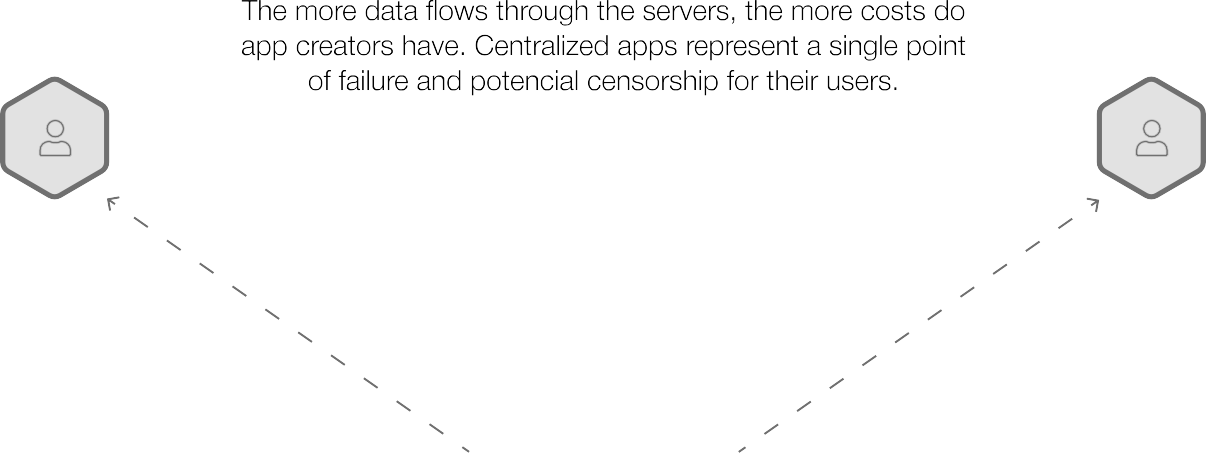 The more data flows through the servers, the more costs do
app creators have. Centralized apps represent a single point
of failure and potencial censorship for their users.